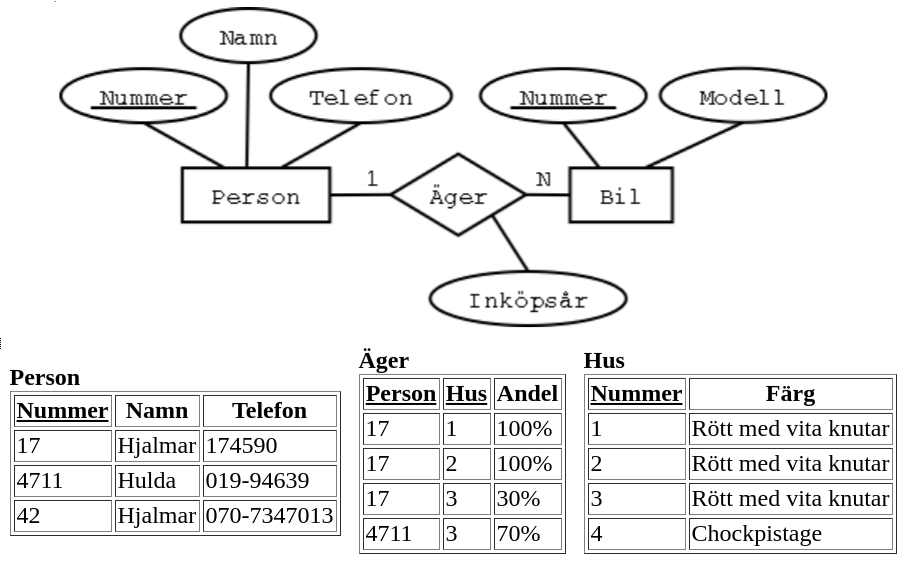 Namn
Nummer
Telefon
Nummer
Modell
Person
1
Äger
N
Bil
Inköpsår
Person
Nummer Namn Telefon
17 Hjalmar 174590
4711 Hulda 019-94639
42 Hjalmar 070-7347013
Äger
Person Hus Andel
17 1 100%
17 2 100%
17 3 30%
4711 3 70%
Hus
Nummer Färg
1 Rött med vita knutar
2 Rött med vita knutar
3 Rött med vita knutar
4 Chockpistage